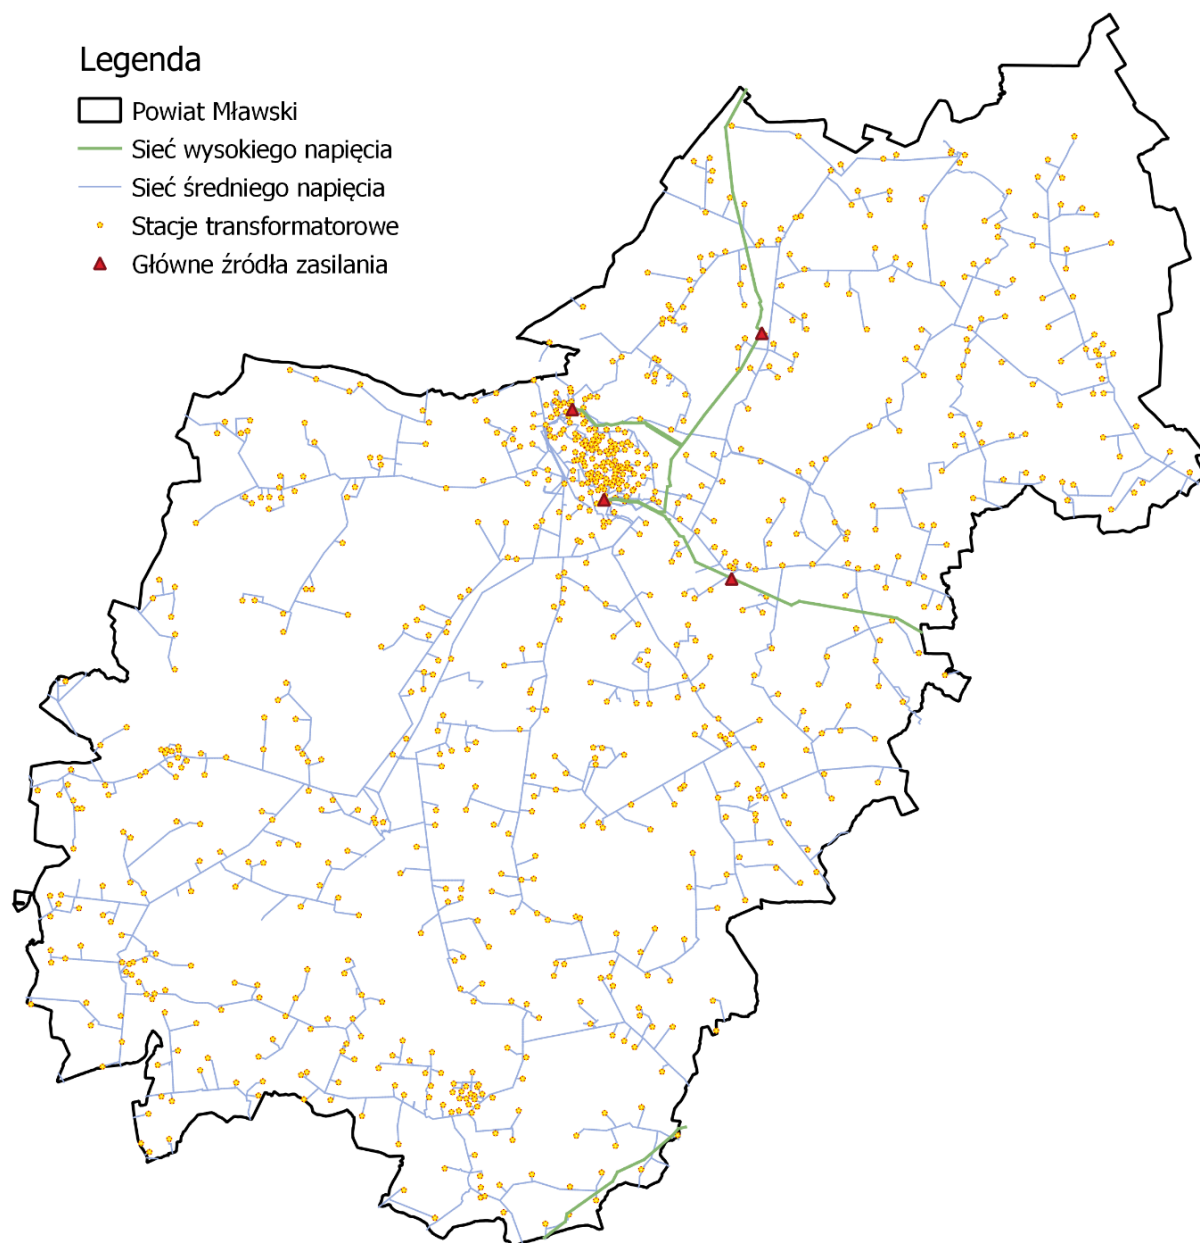 Legenda
Powiat Mławski
Sieć wysokiego napięcia
Sieć średniego napięcia
Stacje transformatorowe
Główne źródła zasilania